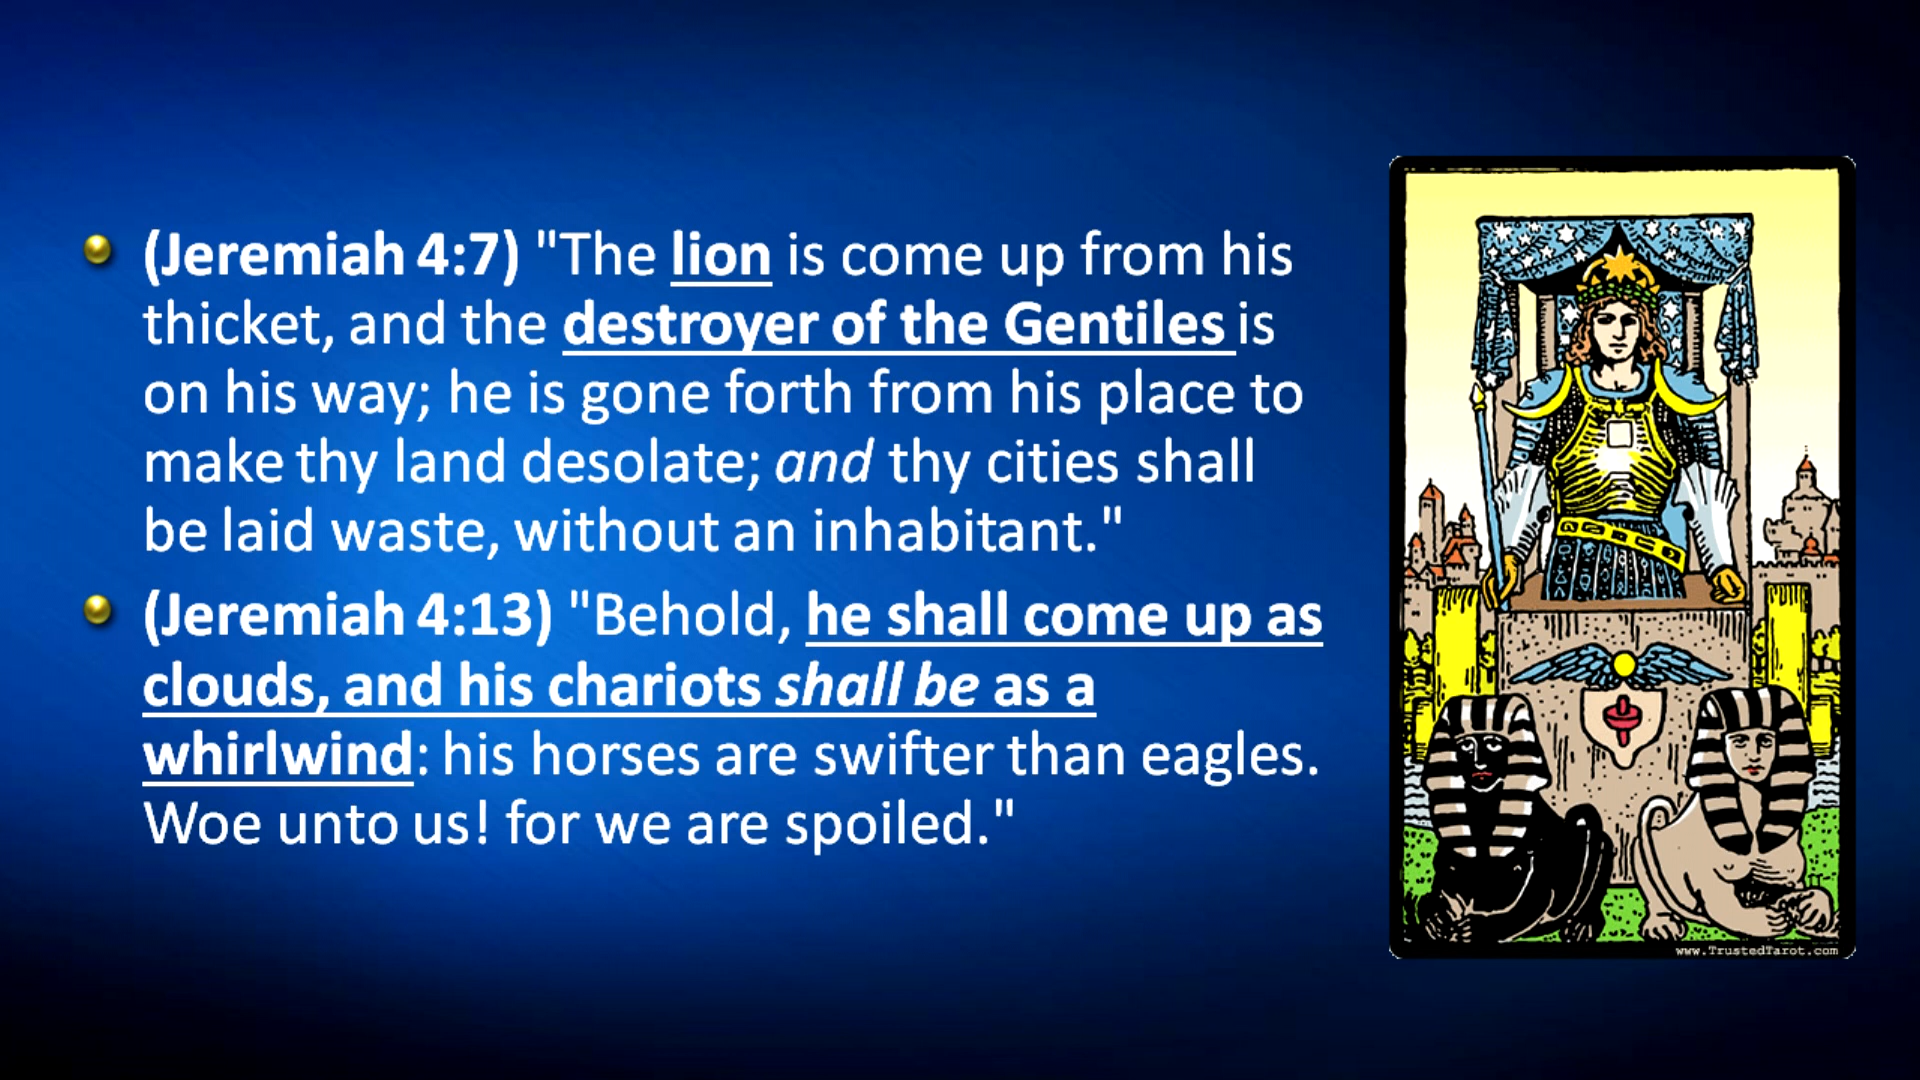 (Jeremiah 4:7) "The lion is come up from his
thicket, and the destroyer of the Gentiles is
on his way; he is gone forth from his place to
make thy land desolate; and thy cities shall
be laid waste, without an inhabitant."
(Jeremiah 4:13) "Behold, he shall come up as
clouds, and his chariots shall be as a
whirlwind: his horses are swifter than eagles.
Woe unto us! for we are spoiled."
www.TrustedTarot.com